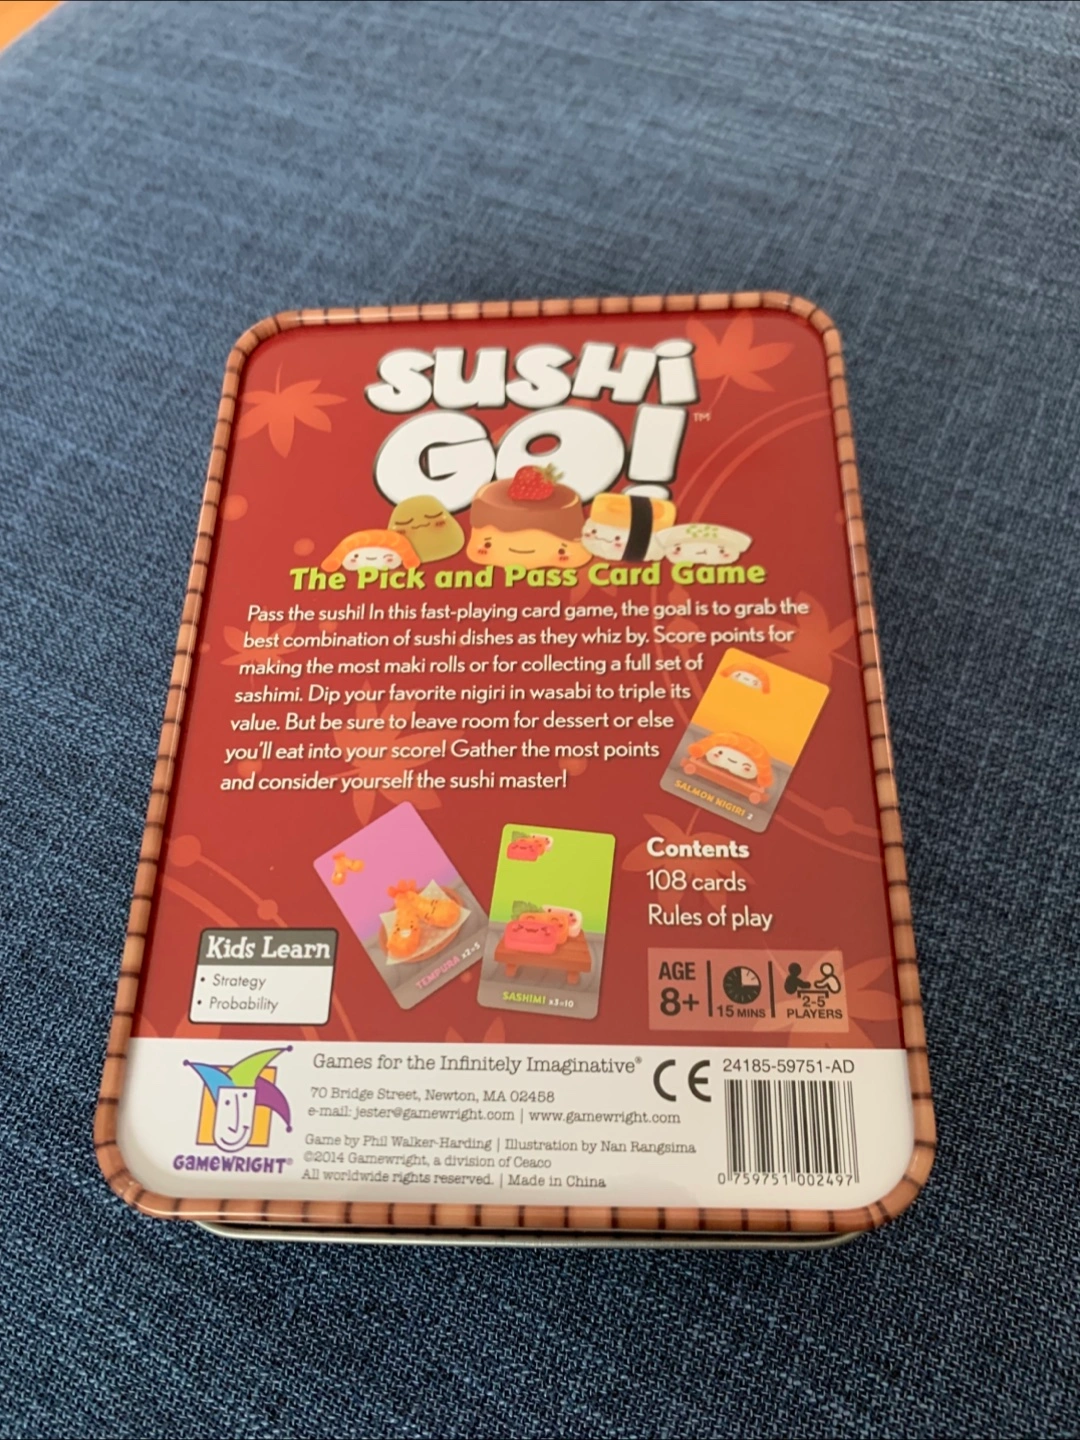 SUSHi
GO!™
The Pick and Pass Card Game
Pass the sushi! In this fast-playing card game, the goal is to grab the
best combination of sushi dishes as they whiz by. Score points for
making the most maki rolls or for collecting a full set of
sashimi. Dip your favorite nigiri in wasabi to triple its
value. But be sure to leave room for dessert or else
you'll eat into your score! Gather the most points
and consider yourself the sushi master!
SALMON NIGIRI 2
TEMPURA x2=5
SASHIMI x3=10
Contents
108 cards
Rules of play
Kids Learn
• Strategy
• Probability
AGE
8+
15 MINS
2-5
PLAYERS
GAMEWRIGHT®
Games for the Infinitely Imaginative®
70 Bridge Street, Newton, MA 02458
e-mail: jester@gamewright.com | www.gamewright.com
Game by Phil Walker-Harding | Illustration by Nan Rangsima
©2014 Gamewright, a division of Ceaco
All worldwide rights reserved. | Made in China
CE
24185-59751-AD
0 759751 002497